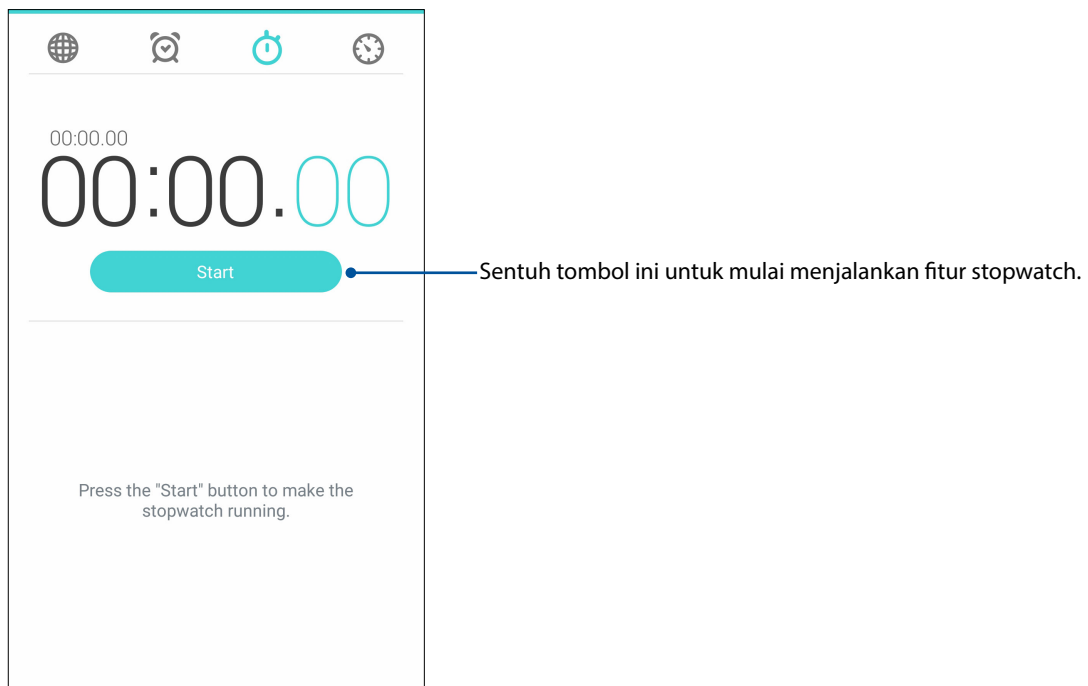 00:00.00
00:00.00
Start
Sentuh tombol ini untuk mulai menjalankan fitur stopwatch.
Press the "Start" button to make the
stopwatch running.